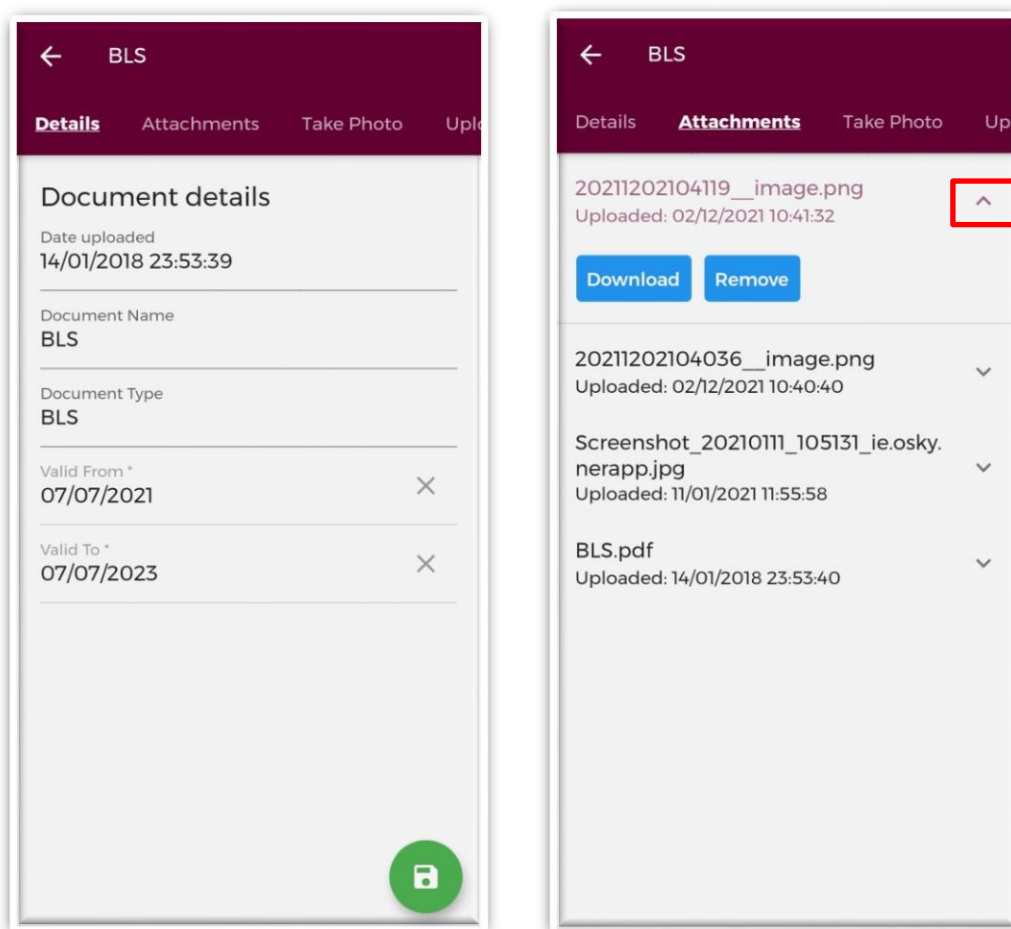 BLS
Details Attachments Take Photo Uplo
Document details
Date uploaded
14/01/2018 23:53:39
Document Name
BLS
Document Type
BLS
Valid From *
07/07/2021
Valid To *
07/07/2023
BLS
Details Attachments Take Photo Up
20211202104119__image.png
Uploaded: 02/12/2021 10:41:32
Download Remove
20211202104036__image.png
Uploaded: 02/12/2021 10:40:40
Screenshot_20210111_105131_ie.osky.
nerapp.jpg
Uploaded: 11/01/2021 11:55:58
BLS.pdf
Uploaded: 14/01/2018 23:53:40